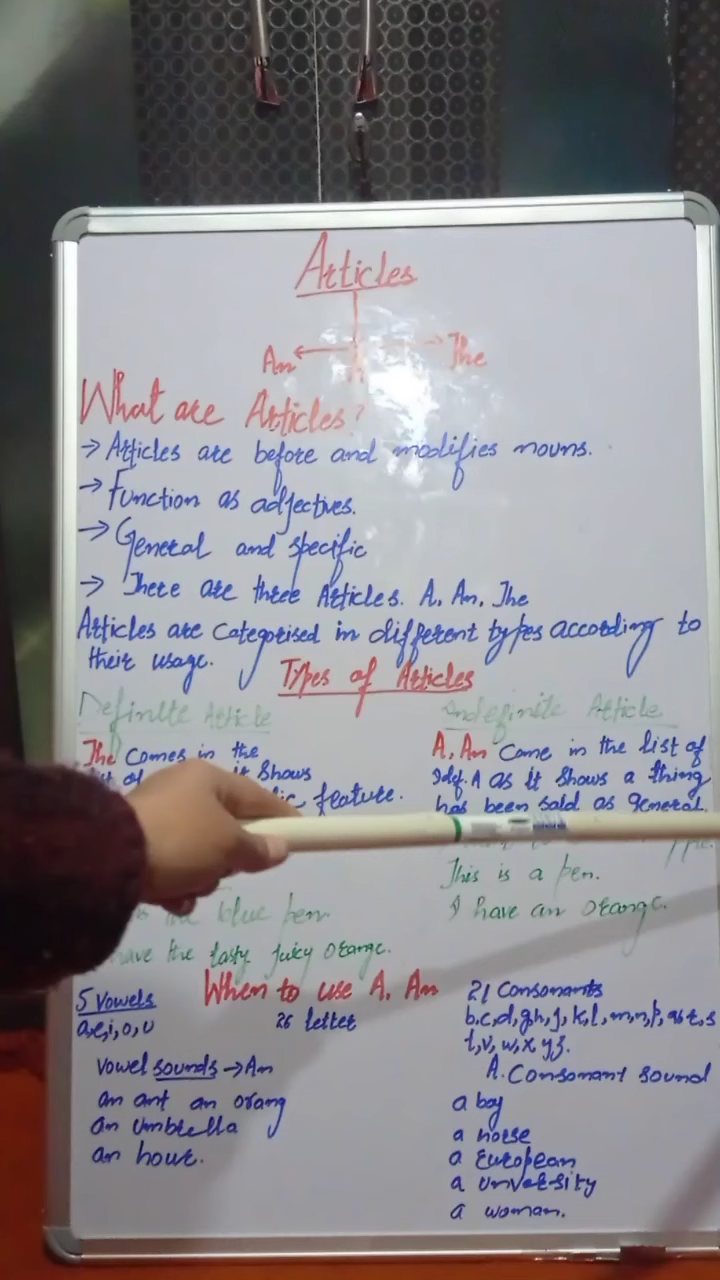 Articles
An A The
What are Articles?
→ Articles are before and modifies nouns.
→ Function as adjectives.
→ General and specific
→ There are three Articles. A, An, The
Articles are Categorised in different types according to
their usage.
Types of Articles
Definite Article
The Comes in the
of It Shows
feature.
Indefinite Article
A, An Come in the list of
Idf. A as it Shows a thing
has been said as general.
This is a pen.
I have an orange.
blue pen
have the tasty juicy orange.
When to use A, An
26 letter
5 Vowels
a,e,i,o,u
Vowel sounds → An
an ant an orang
an umbrella
an hour.
21 Consonants
b,c,d,g,h,j,k,l,m,n,p,q,r,s
t,v,w,x,y,z.
A. Consonant sound
a boy
a horse
a European
a unversity
a woman.